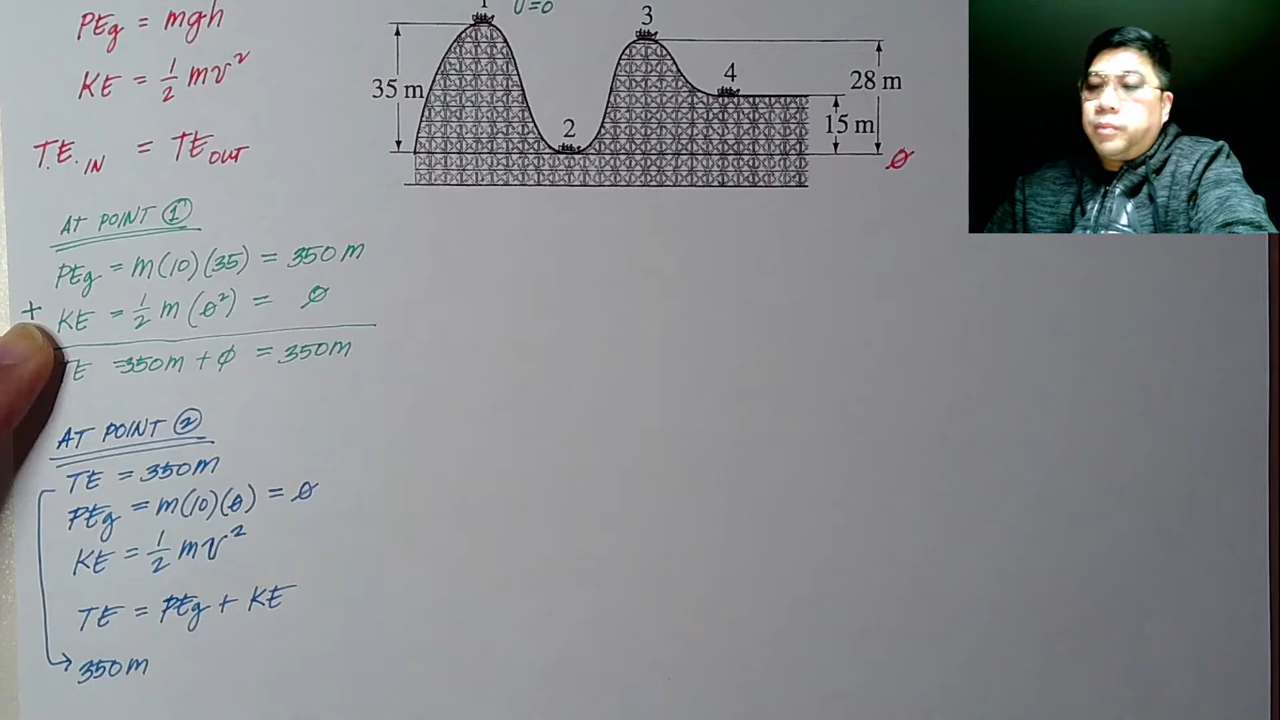 PEg = mgh
KE = 1/2 mv²
T.E. IN = TE OUT
AT POINT ①
PEg = m(10)(35) = 350m
+ KE = 1/2 m(0²) = Ø
TE = 350m + Ø = 350m
AT POINT ②
TE = 350m
PEg = m(10)(0) = Ø
KE = 1/2 mv²
TE = PEg + KE
350m
1
v=0
3
4
2
35 m
28 m
15 m
Ø